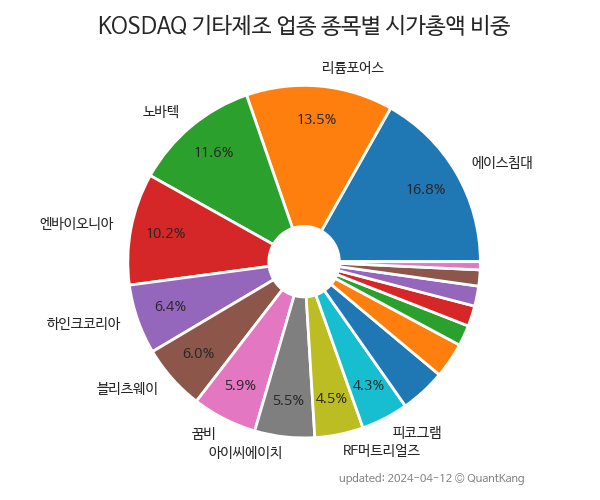 KOSDAQ 기타제조 업종 종목별 시가총액 비중
리튬포어스
13.5%
노바텍
11.6%
에이스침대
16.8%
엔바이오니아
10.2%
하인크코리아
6.4%
블리츠웨이
6.0%
꿈비
5.9%
아이씨에이치
5.5%
RF머트리얼즈
4.5%
피코그램
4.3%
updated: 2024-04-12 © QuantKang